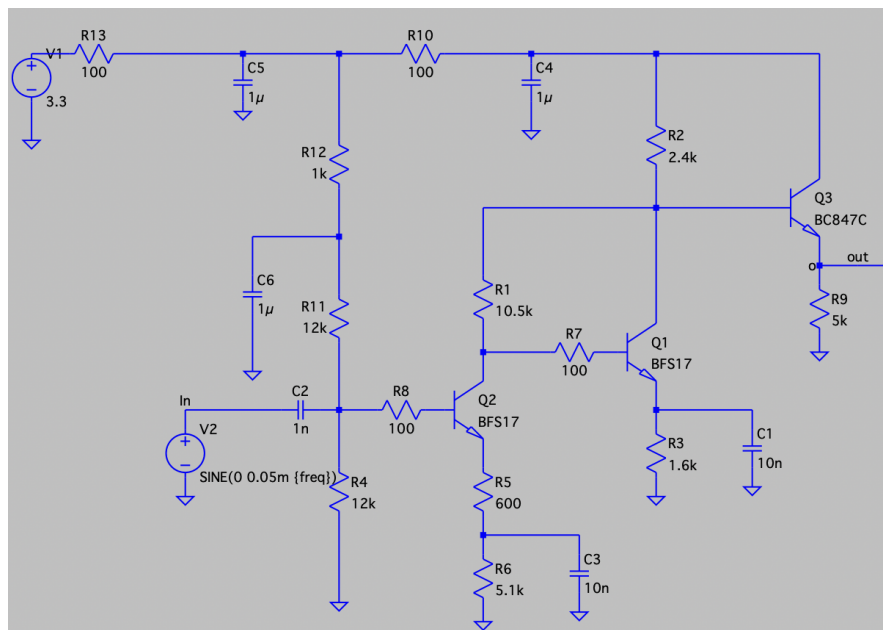 V1
3.3
R13
100
C5
1µ
R10
100
C4
1µ
R12
1k
R2
2.4k
Q3
BC847C
o
out
R9
5k
C6
1µ
R11
12k
R1
10.5k
R7
100
Q1
BFS17
In
C2
1n
R8
100
Q2
BFS17
V2
SINE(0 0.05m {freq})
R4
12k
R5
600
R3
1.6k
C1
10n
R6
5.1k
C3
10n